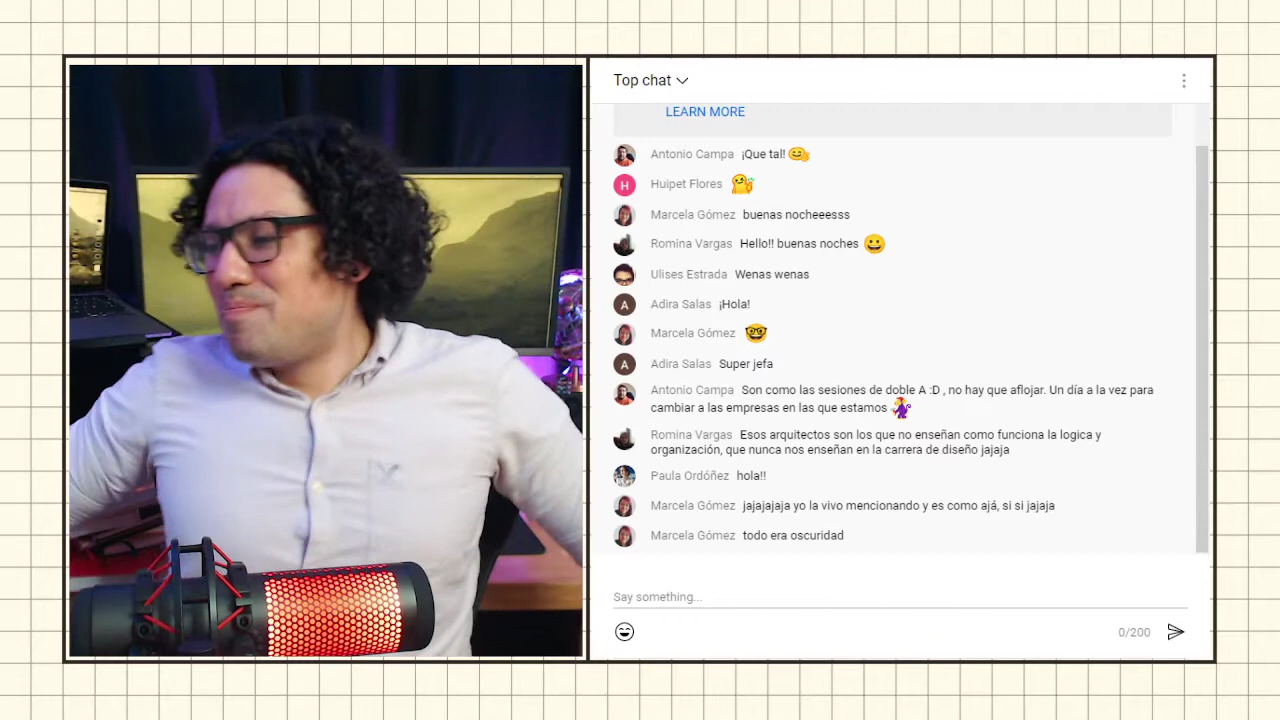 Top chat
LEARN MORE
Antonio Campa ¡Que tal! 😊
H Huipet Flores
Marcela Gómez buenas nocheeesss
Romina Vargas Hello!! buenas noches 😀
Ulises Estrada Wenas wenas
A Adira Salas ¡Hola!
Marcela Gómez 🤓
A Adira Salas Super jefa
Antonio Campa Son como las sesiones de doble A :D , no hay que aflojar. Un día a la vez para
cambiar a las empresas en las que estamos
Romina Vargas Esos arquitectos son los que no enseñan como funciona la logica y
organización, que nunca nos enseñan en la carrera de diseño jajaja
Paula Ordóñez hola!!
Marcela Gómez jajajajaja yo la vivo mencionando y es como ajá, si si jajaja
Marcela Gómez todo era oscuridad
Say something...
0/200